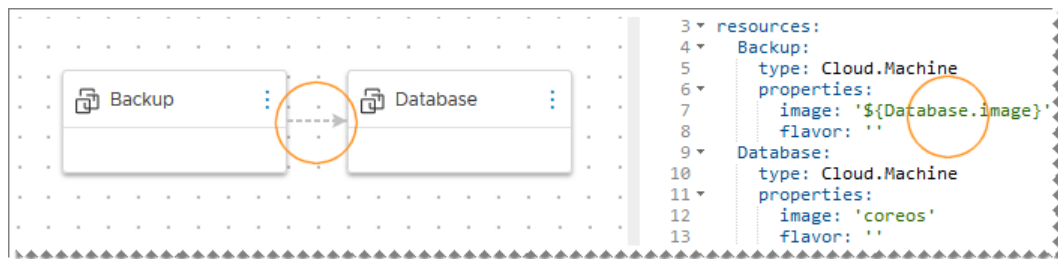 Backup
Database
3 resources:
4 Backup:
5 type: Cloud.Machine
6 properties:
7 image: '${Database.image}'
8 flavor: ''
9 Database:
10 type: Cloud.Machine
11 properties:
12 image: 'coreos'
13 flavor: ''